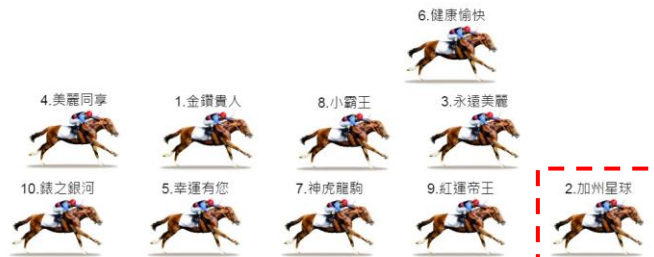 6.健康愉快
4.美麗同享
1.金鑽貴人
8.小霸王
3.永遠美麗
10.錶之銀河
5.幸運有您
7.神虎龍駒
9.紅運帝王
2.加州星球